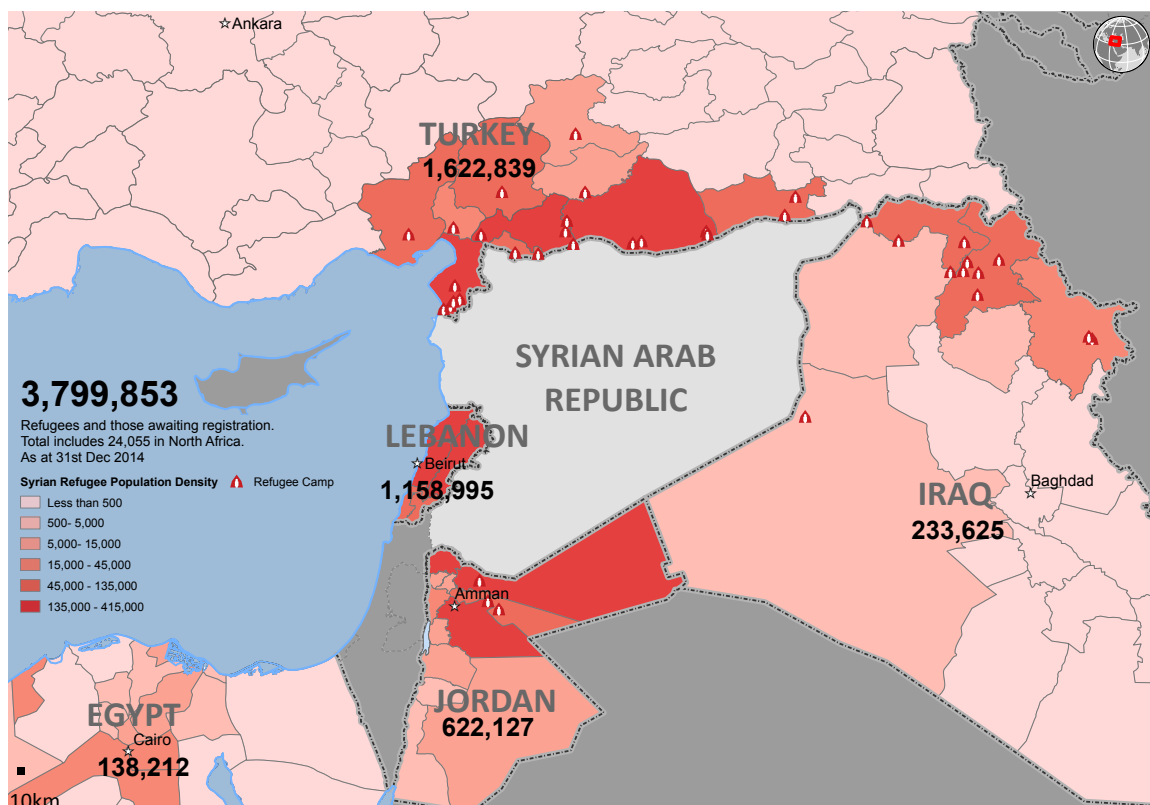 Ankara
TURKEY
1,622,839
SYRIAN ARAB
REPUBLIC
3,799,853
Refugees and those awaiting registration.
Total includes 24,055 in North Africa.
As at 31st Dec 2014
Syrian Refugee Population Density
Refugee Camp
Less than 500
500- 5,000
5,000- 15,000
15,000 - 45,000
45,000 - 135,000
135,000 - 415,000
LEBANON
Beirut
1,158,995
IRAQ
Baghdad
233,625
Amman
JORDAN
622,127
EGYPT
Cairo
138,212
10km